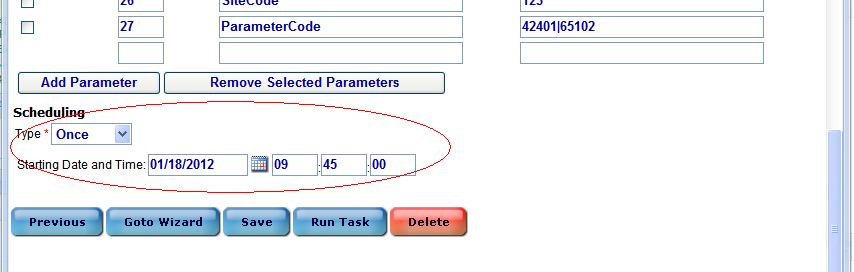 26 SiteCode 123
27 ParameterCode 42401|65102
Add Parameter Remove Selected Parameters
Scheduling
Type * Once
Starting Date and Time: 01/18/2012 09 : 45 : 00
Previous Goto Wizard Save Run Task Delete